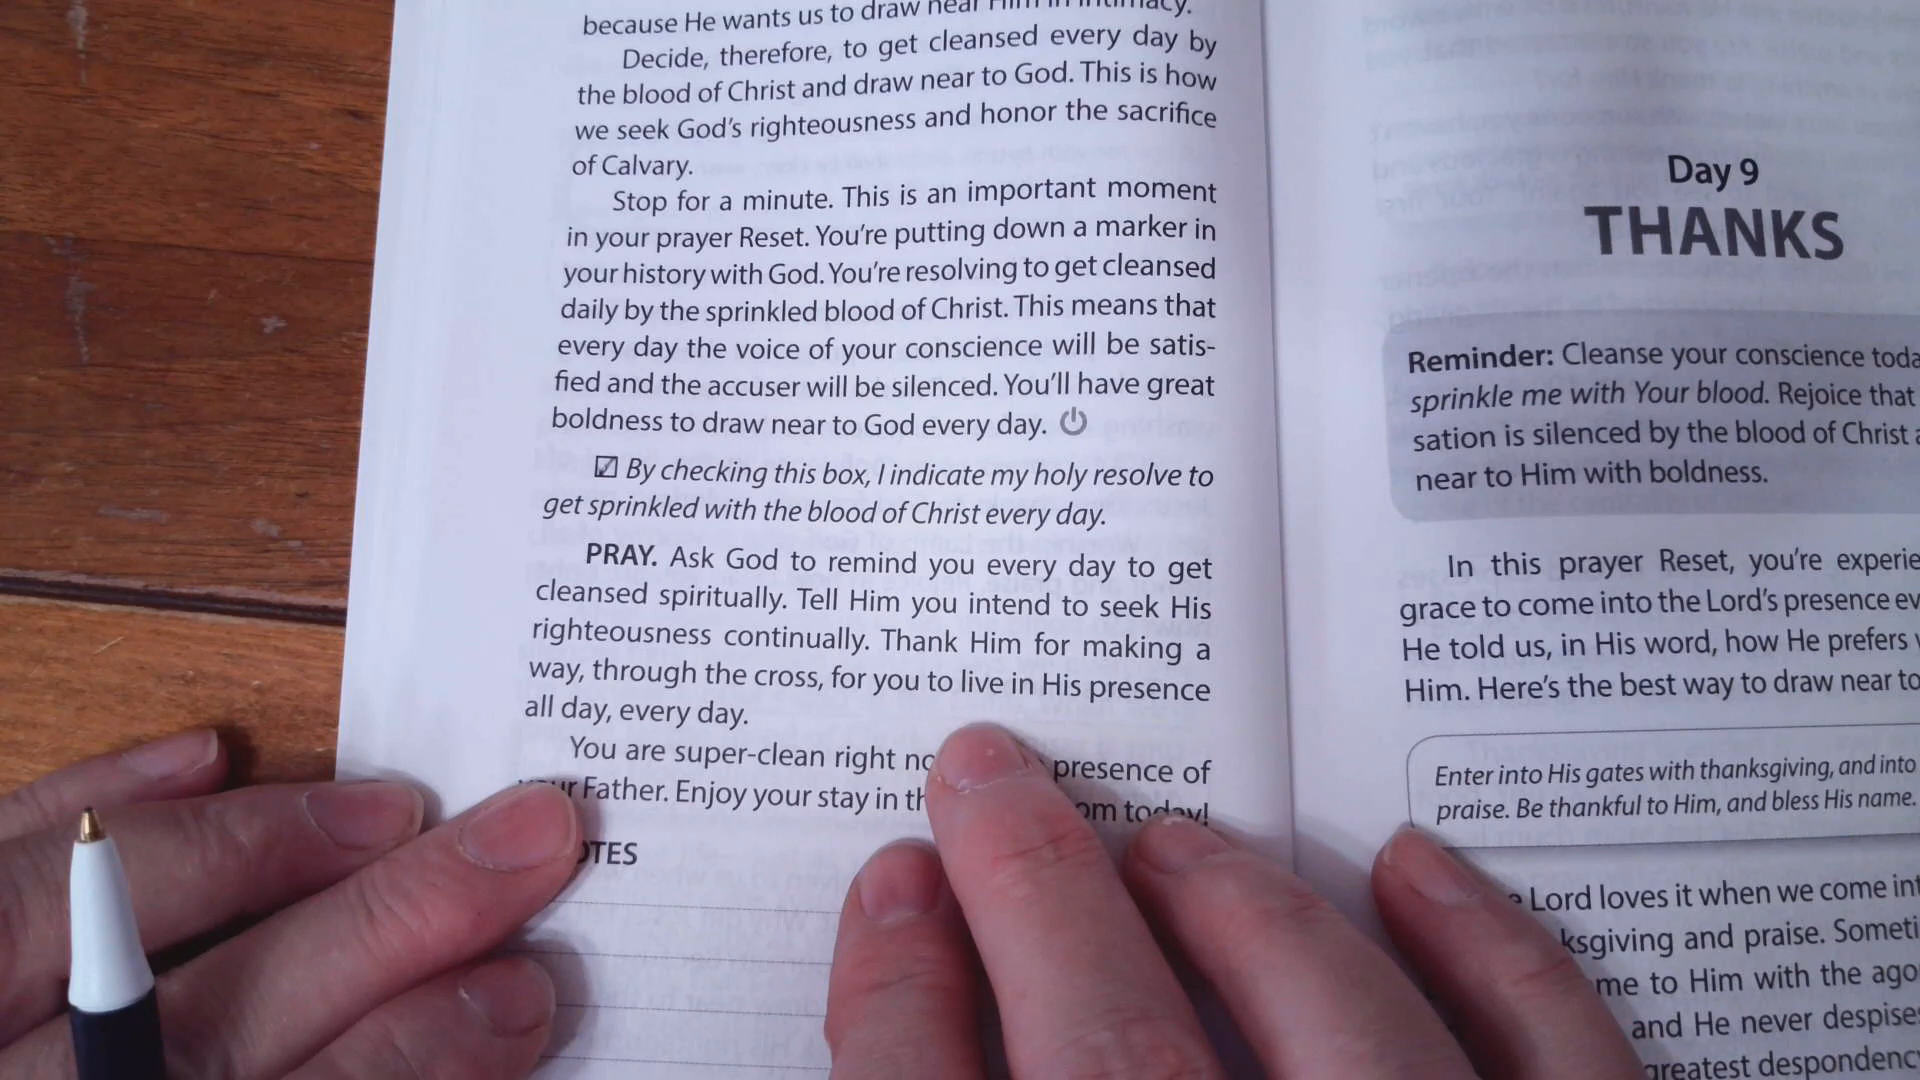 because He wants us to draw near Him in intimacy.
Decide, therefore, to get cleansed every day by
the blood of Christ and draw near to God. This is how
we seek God's righteousness and honor the sacrifice
of Calvary.
Stop for a minute. This is an important moment
in your prayer Reset. You're putting down a marker in
your history with God. You're resolving to get cleansed
daily by the sprinkled blood of Christ. This means that
every day the voice of your conscience will be satis-
fied and the accuser will be silenced. You'll have great
boldness to draw near to God every day.
☑ By checking this box, I indicate my holy resolve to
get sprinkled with the blood of Christ every day.
PRAY. Ask God to remind you every day to get
cleansed spiritually. Tell Him you intend to seek His
righteousness continually. Thank Him for making a
way, through the cross, for you to live in His presence
all day, every day.
You are super-clean right presence of
your Father. Enjoy your stay in today!
Day 9
THANKS
Reminder: Cleanse your conscience
sprinkle me with Your blood. Rejoice that
sation is silenced by the blood of Christ
near to Him with boldness.
In this prayer Reset, you're
grace to come into the Lord's presence
He told us, in His word, how He prefers
Him. Here's the best way to draw near to
Enter into His gates with thanksgiving, and into
praise. Be thankful to Him, and bless His name.
Lord loves it when we come
and praise.
me to Him with the
and He never
greatest